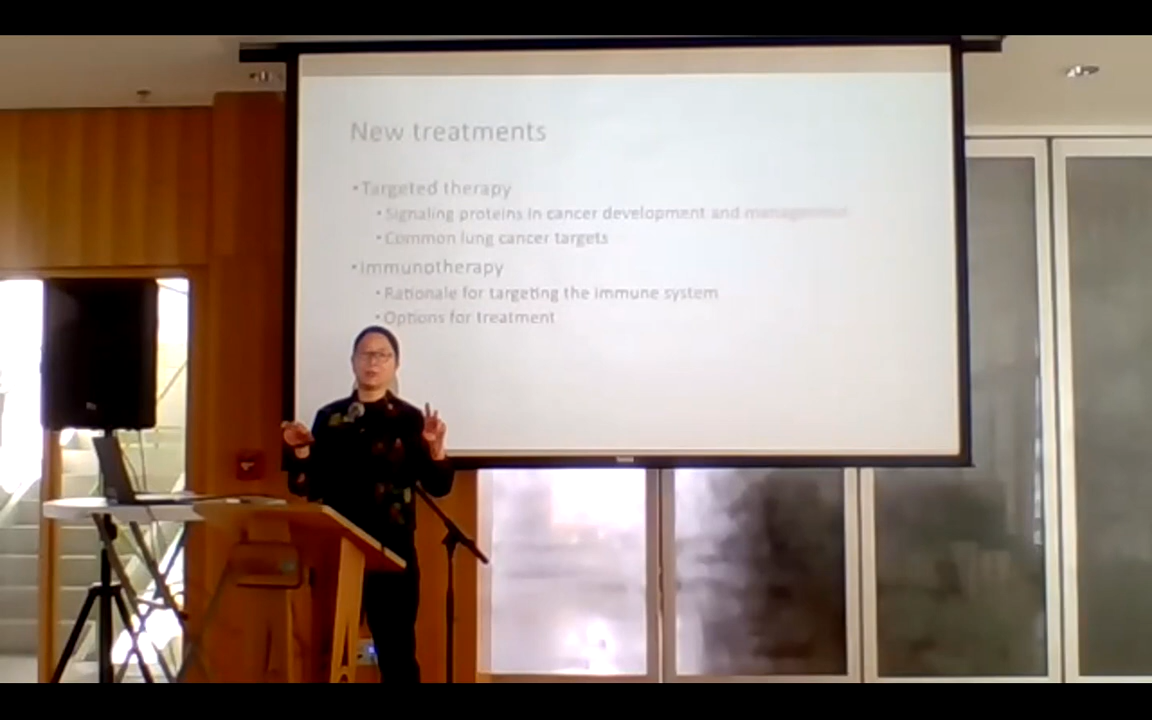 New treatments
•Targeted therapy
•Signaling proteins in cancer development and management
•Common lung cancer targets
•Immunotherapy
•Rationale for targeting the immune system
•Options for treatment